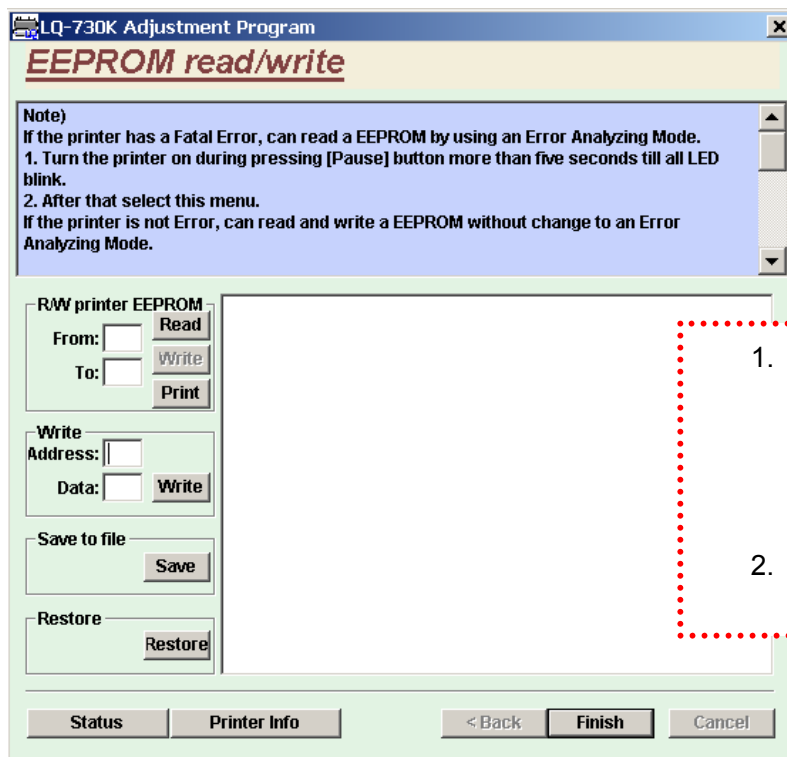 LQ-730K Adjustment Program
EEPROM read/write
Note)
If the printer has a Fatal Error, can read a EEPROM by using an Error Analyzing Mode.
1. Turn the printer on during pressing [Pause] button more than five seconds till all LED
blink.
2. After that select this menu.
If the printer is not Error, can read and write a EEPROM without change to an Error
Analyzing Mode.
R/W printer EEPROM
From:
Read
Write
To:
Print
1.
Write
Address:
Data:
Write
Save to file
Save
2.
Restore
Restore
Status
Printer Info
< Back
Finish
Cancel